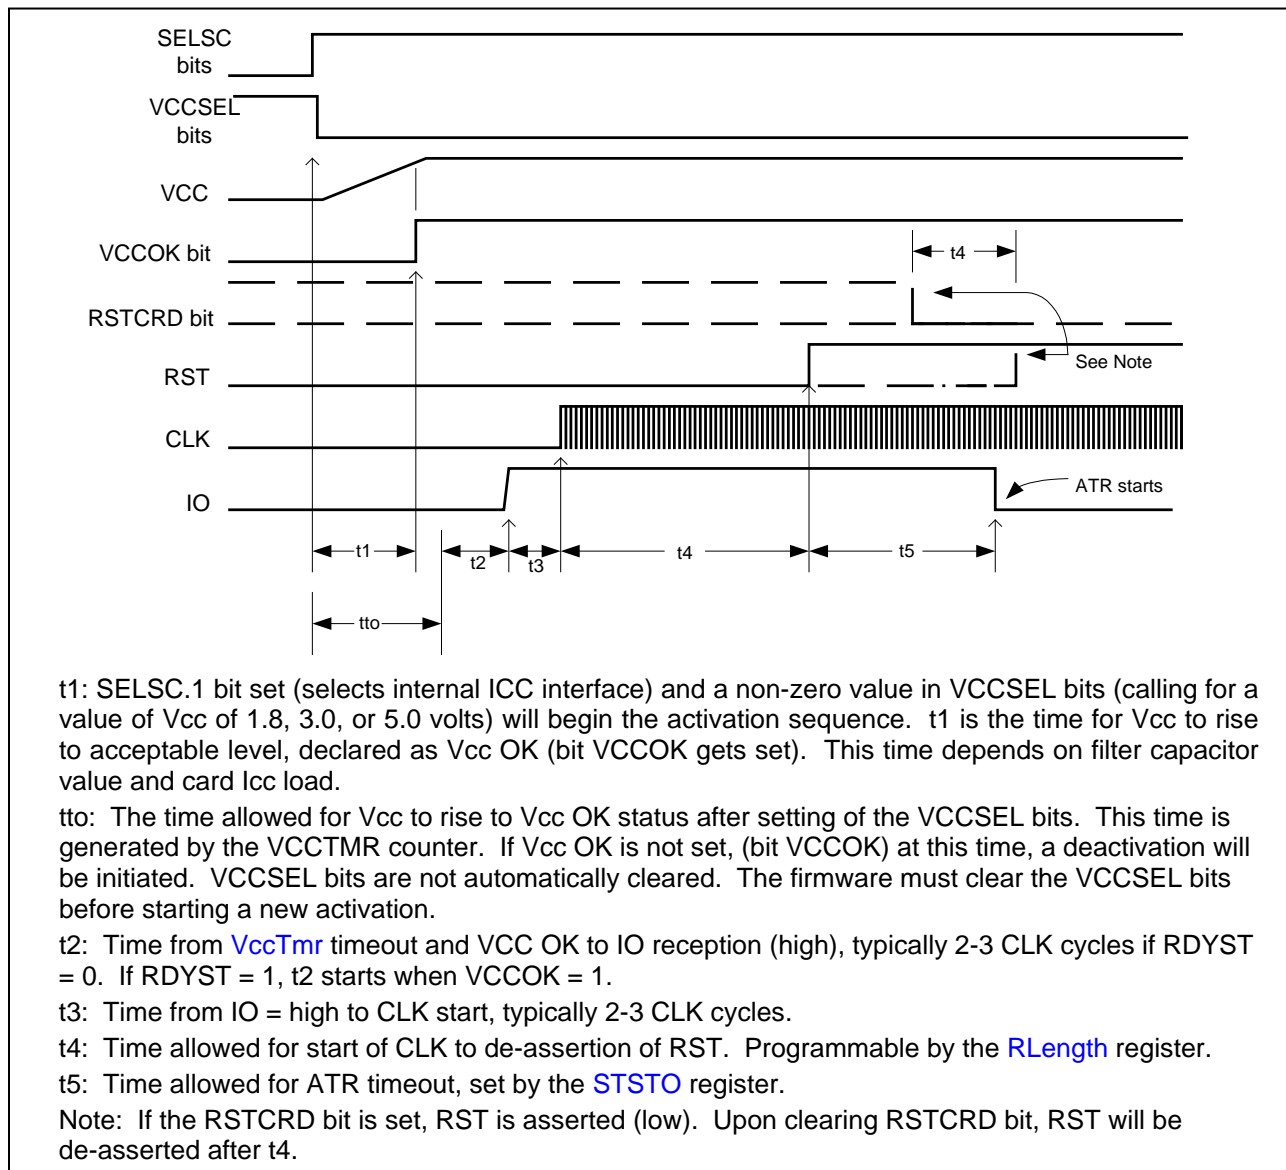 SELSC
bits
VCCSEL
bits
VCC
VCCOK bit
t4
RSTCRD bit
See Note
RST
CLK
ATR starts
IO
t1
t2
t3
t4
t5
tto
t1: SELSC.1 bit set (selects internal ICC interface) and a non-zero value in VCCSEL bits (calling for a
value of Vcc of 1.8, 3.0, or 5.0 volts) will begin the activation sequence. t1 is the time for Vcc to rise
to acceptable level, declared as Vcc OK (bit VCCOK gets set). This time depends on filter capacitor
value and card Icc load.
tto: The time allowed for Vcc to rise to Vcc OK status after setting of the VCCSEL bits. This time is
generated by the VCCTMR counter. If Vcc OK is not set, (bit VCCOK) at this time, a deactivation will
be initiated. VCCSEL bits are not automatically cleared. The firmware must clear the VCCSEL bits
before starting a new activation.
t2: Time from VccTmr timeout and VCC OK to IO reception (high), typically 2-3 CLK cycles if RDYST
= 0. If RDYST = 1, t2 starts when VCCOK = 1.
t3: Time from IO = high to CLK start, typically 2-3 CLK cycles.
t4: Time allowed for start of CLK to de-assertion of RST. Programmable by the RLength register.
t5: Time allowed for ATR timeout, set by the STSTO register.
Note: If the RSTCRD bit is set, RST is asserted (low). Upon clearing RSTCRD bit, RST will be
de-asserted after t4.